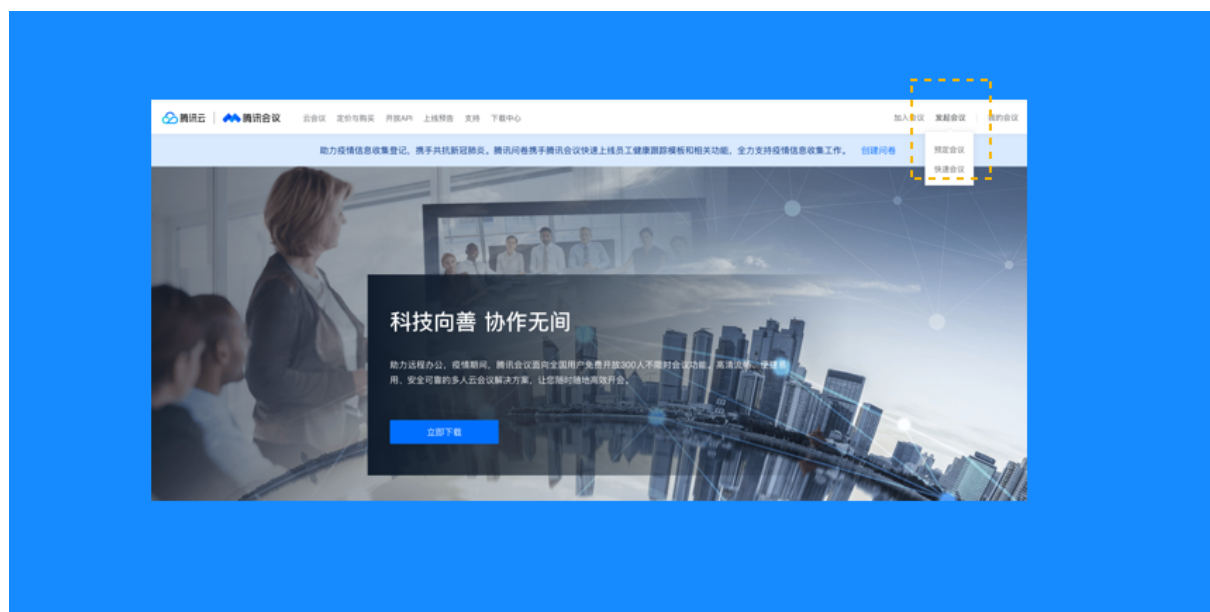 腾讯云 腾讯会议 云会议 定价与购买 开放API 上线预告 支持 下载中心 加入会议 发起会议 我的会议
助力疫情信息收集登记，携手共抗新冠肺炎。腾讯问卷携手腾讯会议快速上线员工健康跟踪模板和相关功能，全力支持疫情信息收集工作。 创建问卷
预定会议
快速会议
科技向善 协作无间
助力远程办公，疫情期间，腾讯会议面向全国用户免费开放300人不限时会议功能。高清流畅、便捷易
用、安全可靠的多人云会议解决方案，让您随时随地高效开会。
立即下载